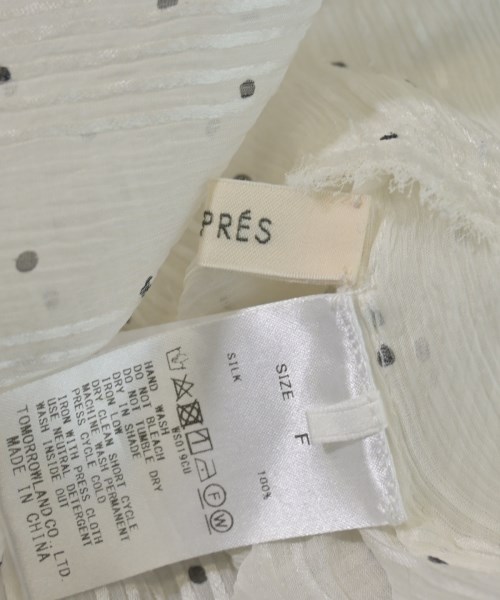 PRÉS
SIZE
F
SILK
100%
WS019CU
HAND WASH
DO NOT BLEACH
DO NOT TUMBLE DRY
DRY IN SHADE
IRON LOW
DRY CLEAN SHORT CYCLE
MACHINE WASH PERMANENT
PRESS CYCLE COLD
IRON WITH PRESS CLOTH
USE NEUTRAL DETERGENT
WASH INSIDE OUT
TOMORROWLAND CO., LTD.
MADE IN CHINA